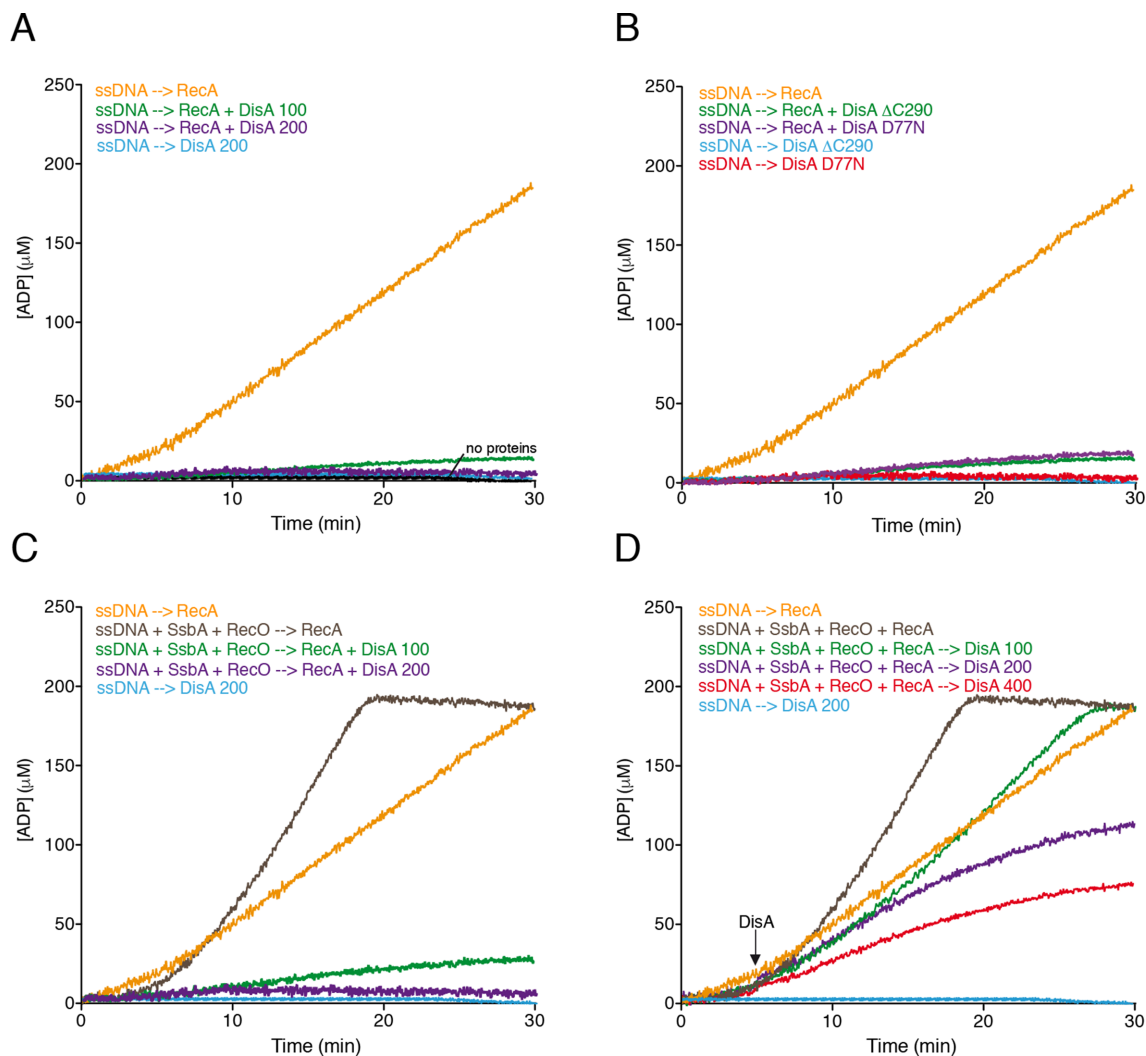 A
ssDNA --> RecA
ssDNA --> RecA + DisA 100
ssDNA --> RecA + DisA 200
ssDNA --> DisA 200
250
200
150
100
50
0
[ADP] (μM)
no proteins
0
10
20
30
Time (min)
B
ssDNA --> RecA
ssDNA --> RecA + DisA ΔC290
ssDNA --> RecA + DisA D77N
ssDNA --> DisA ΔC290
ssDNA --> DisA D77N
250
200
150
100
50
0
[ADP] (μM)
0
10
20
30
Time (min)
C
ssDNA --> RecA
ssDNA + SsbA + RecO --> RecA
ssDNA + SsbA + RecO --> RecA + DisA 100
ssDNA + SsbA + RecO --> RecA + DisA 200
ssDNA --> DisA 200
250
200
150
100
50
0
[ADP] (μM)
0
10
20
30
Time (min)
D
ssDNA --> RecA
ssDNA + SsbA + RecO + RecA
ssDNA + SsbA + RecO + RecA --> DisA 100
ssDNA + SsbA + RecO + RecA --> DisA 200
ssDNA + SsbA + RecO + RecA --> DisA 400
ssDNA --> DisA 200
250
200
150
100
50
0
[ADP] (μM)
DisA
0
10
20
30
Time (min)